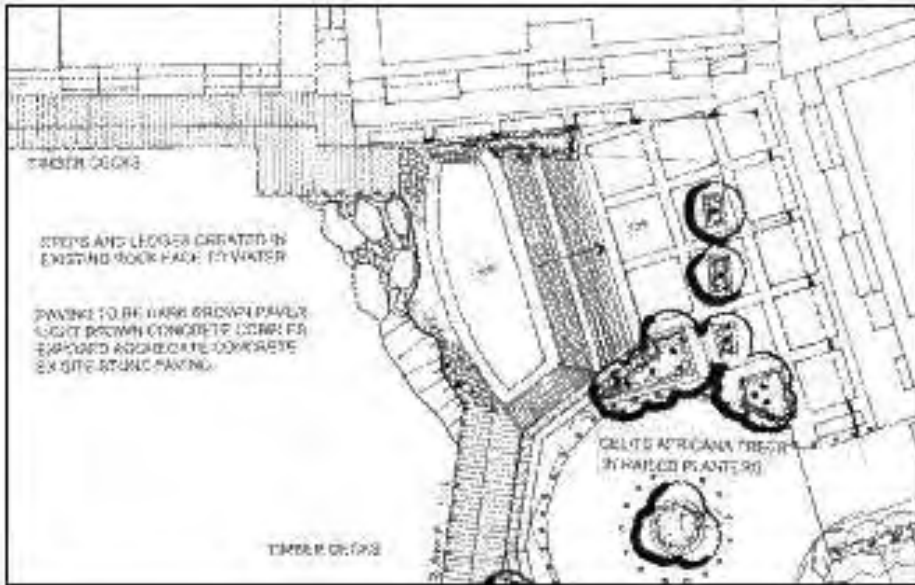 TIMBER DECKS
STEPS AND LEDGES CREATED IN
EXISTING ROCK FACE TO WATER
PAVING TO BE DARK BROWN PAVER
LIGHT BROWN CONCRETE COBBLES
EXPOSED AGGREGATE CONCRETE
EX SITE STONE PAVING
CELTIS AFRICANA TREES
IN RAISED PLANTERS
TIMBER DECKS